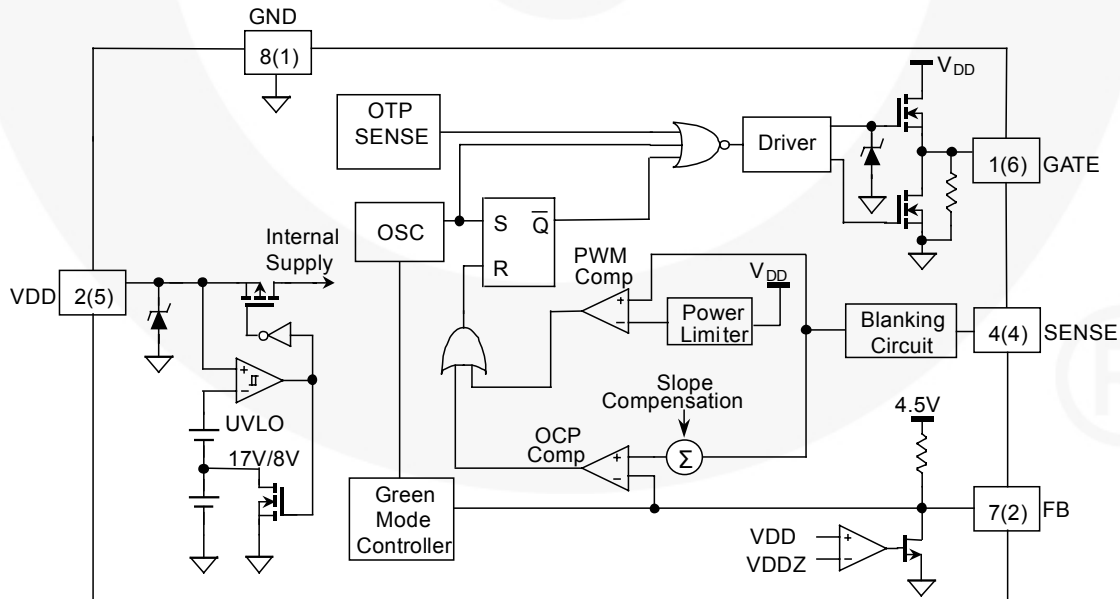 GND
8(1)
V_DD
OTP
SENSE
Driver
1(6)
GATE
OSC
S
Q̅
R
Internal
Supply
VDD
2(5)
PWM
Comp
V_DD
Power
Limiter
Blanking
Circuit
4(4)
SENSE
+
−
+
−
Slope
Compensation
4.5V
UVLO
17V/8V
OCP
Comp
+
−
Σ
Green
Mode
Controller
7(2)
FB
VDD
VDDZ
+
−
R